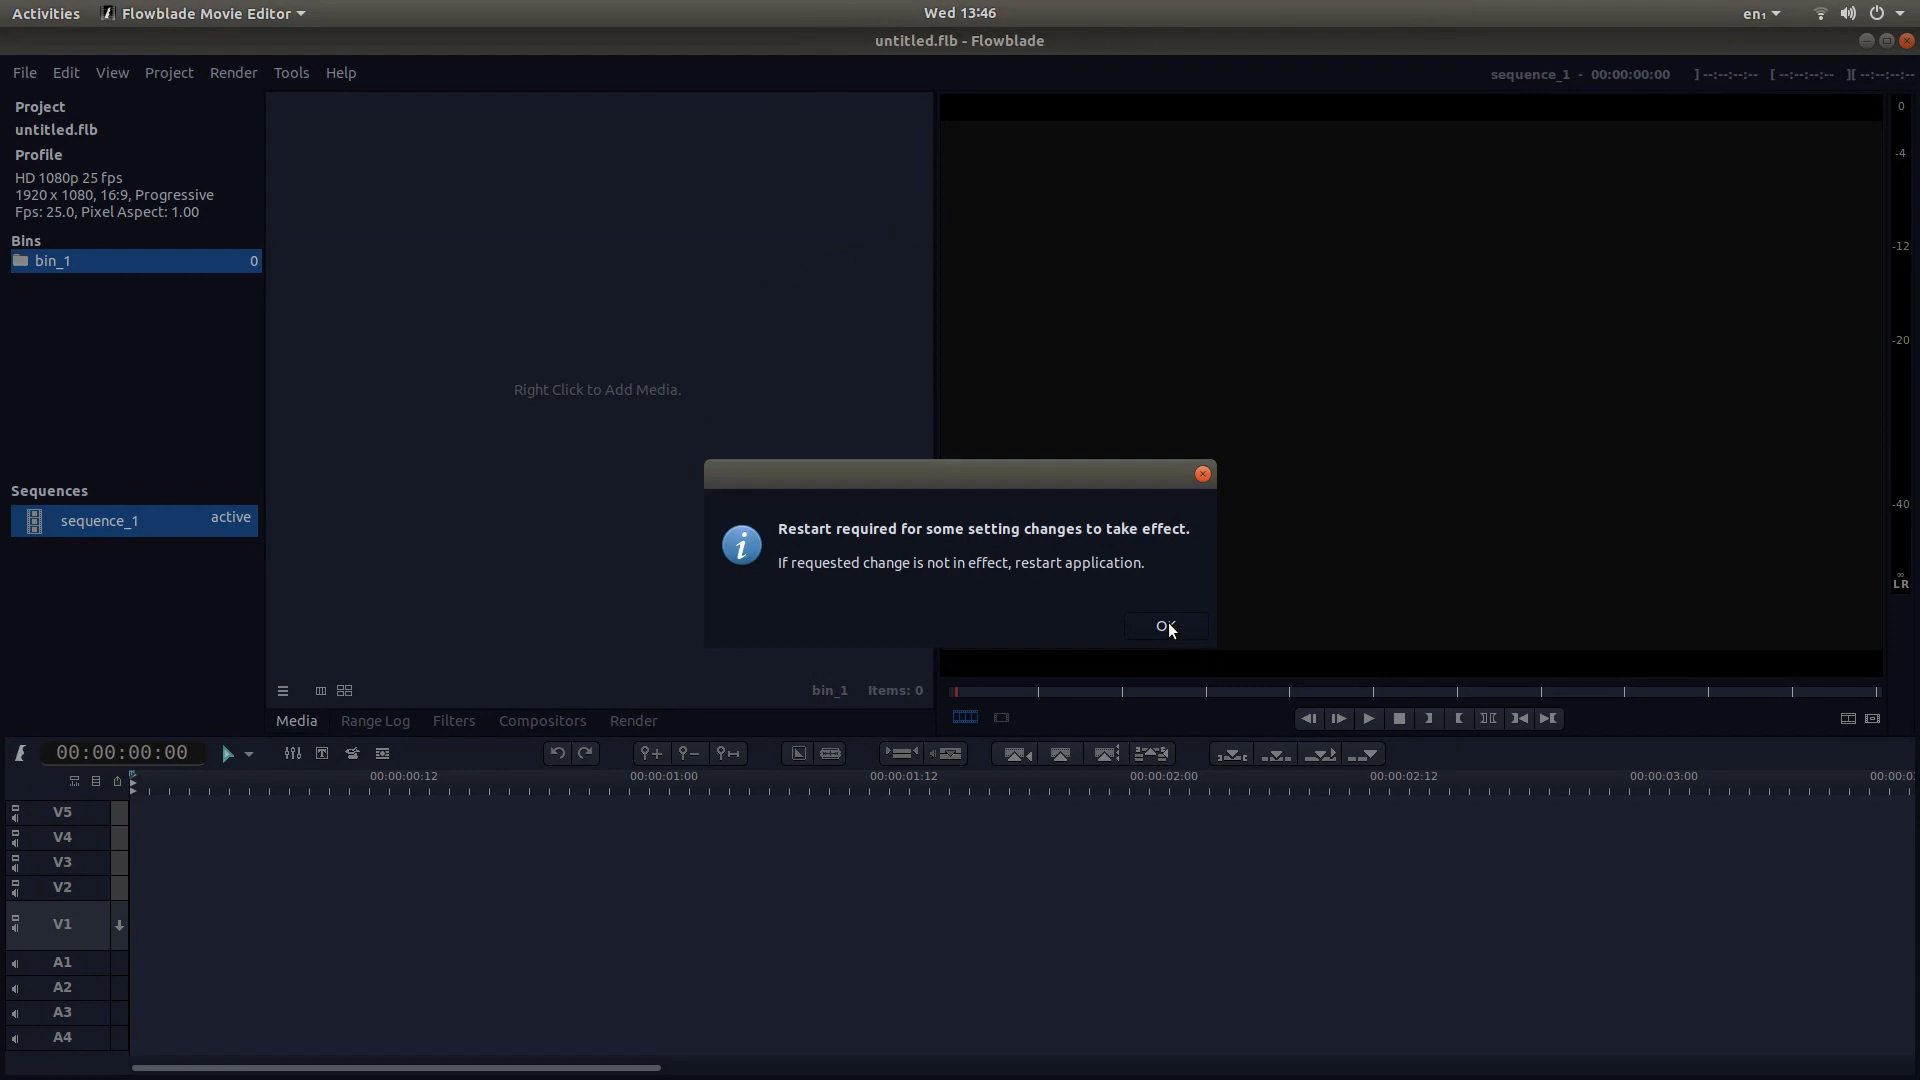 Activities Flowblade Movie Editor Wed 13:46 en₁
untitled.flb - Flowblade
File Edit View Project Render Tools Help sequence_1 - 00:00:00:00 ] --:--:--:-- [ --:--:--:-- ][ --:--:--:--
Project
untitled.flb
Profile
HD 1080p 25 fps
1920 x 1080, 16:9, Progressive
Fps: 25.0, Pixel Aspect: 1.00
Bins
bin_1 0
Right Click to Add Media.
Sequences
sequence_1 active
Restart required for some setting changes to take effect.
If requested change is not in effect, restart application.
OK
0
-4
-12
-20
-40
∞
L R
bin_1 Items: 0
Media Range Log Filters Compositors Render
00:00:00:00
00:00:00:12 00:00:01:00 00:00:01:12 00:00:02:00 00:00:02:12 00:00:03:00 00:00:0
V5
V4
V3
V2
V1
A1
A2
A3
A4